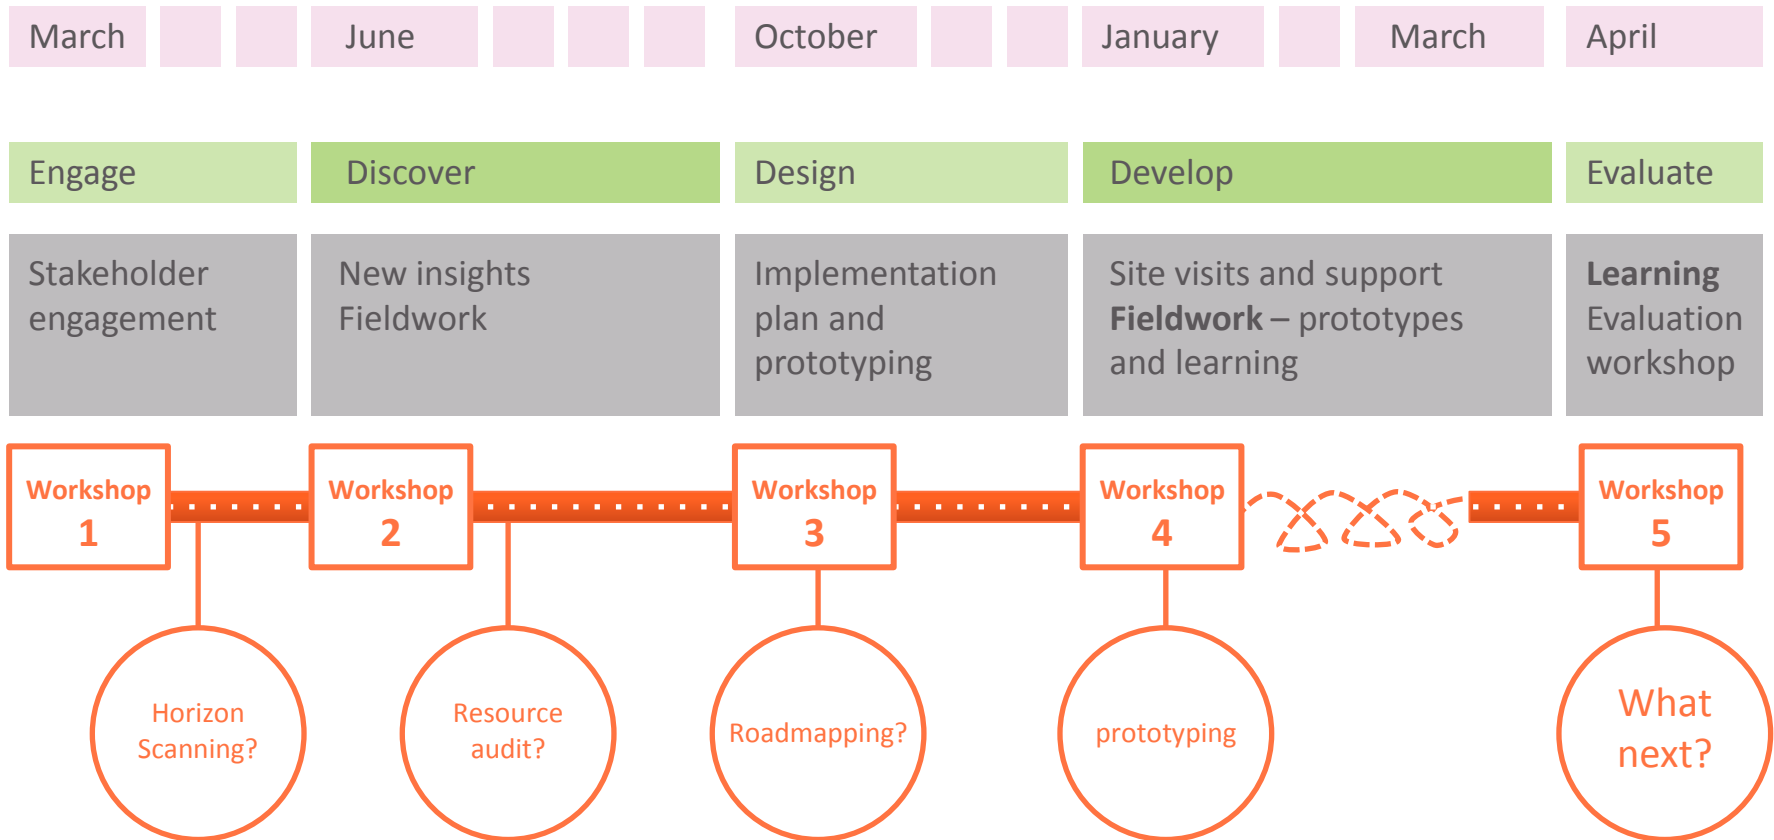 March
June
October
January
March
April
Engage
Discover
Design
Develop
Evaluate
Stakeholder
engagement
New insights
Fieldwork
Implementation
plan and
prototyping
Site visits and support
Fieldwork – prototypes
and learning
Learning
Evaluation
workshop
Workshop
1
Workshop
2
Workshop
3
Workshop
4
Workshop
5
Horizon
Scanning?
Resource
audit?
Roadmapping?
prototyping
What
next?